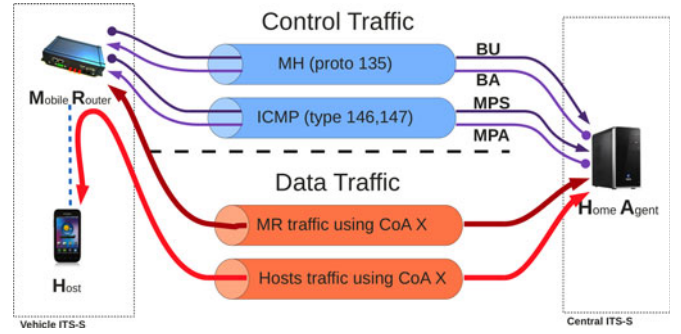 Control Traffic
MH (proto 135)
BU
BA
ICMP (type 146,147)
MPS
MPA
Mobile Router
Data Traffic
MR traffic using CoA X
Home Agent
Hosts traffic using CoA X
Host
Vehicle ITS-S
Central ITS-S